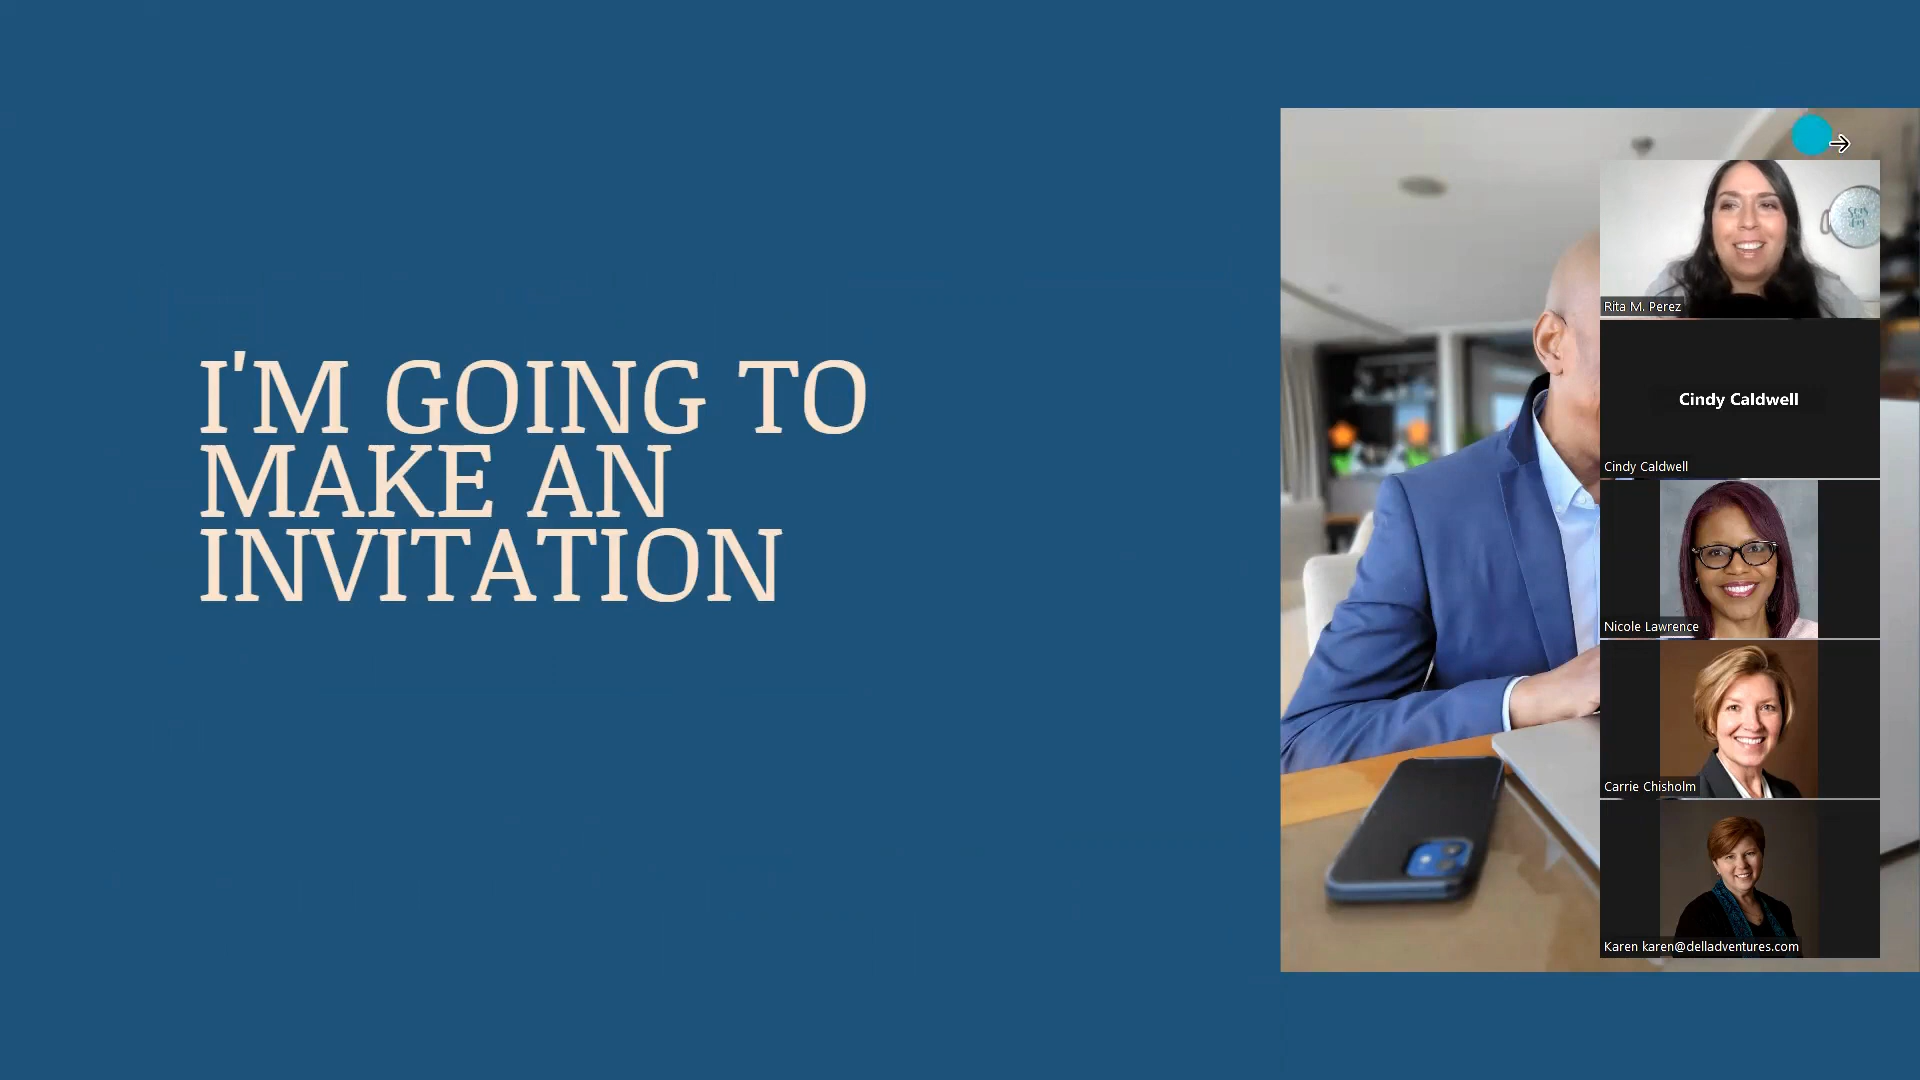 I'M GOING TO
MAKE AN
INVITATION
Rita M. Perez
Cindy Caldwell
Cindy Caldwell
Nicole Lawrence
Carrie Chisholm
Karen karen@delladventures.com